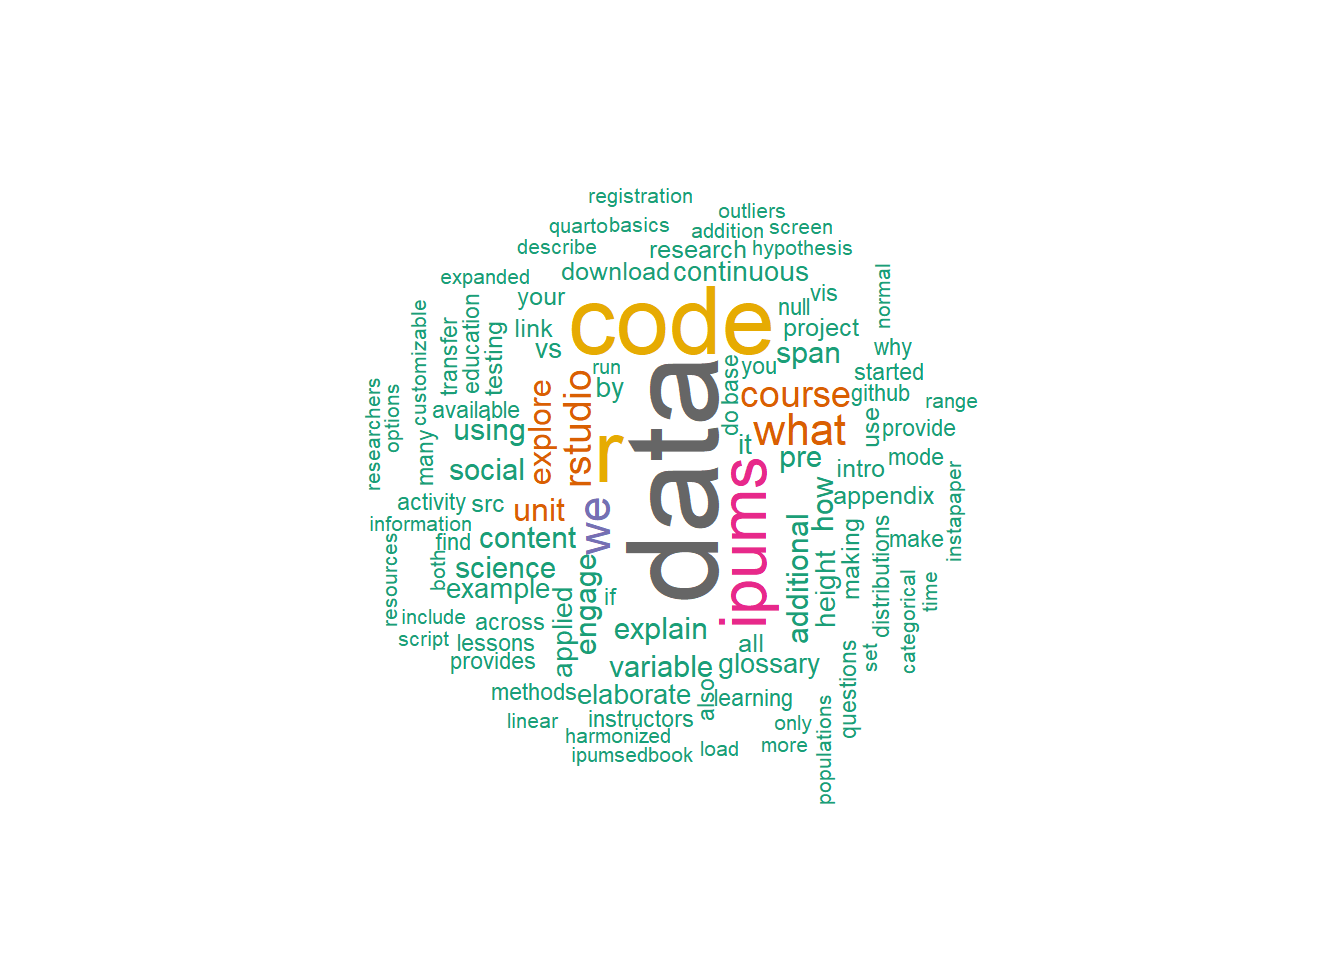 registration
outliers
quarto
basics
addition
screen
describe
research
hypothesis
expanded
download
continuous
normal
your
code
vis
null
customizable
transfer
education
testing
link
project
vs
span
why
run
data
do
base
you
started
researchers
options
explore
rstudio
by
course
github
range
available
using
r
what
use
provide
many
it
social
ipums
pre
intro
mode
instapaper
activity
src
unit
we
how
appendix
information
find
content
additional
height
making
distributions
make
resources
both
science
example
engage
if
categorical
time
include
across
applied
explain
script
lessons
all
set
provides
variable
glossary
questions
methods
elaborate
also
learning
linear
instructors
only
populations
harmonized
load
more
ipumsedbook